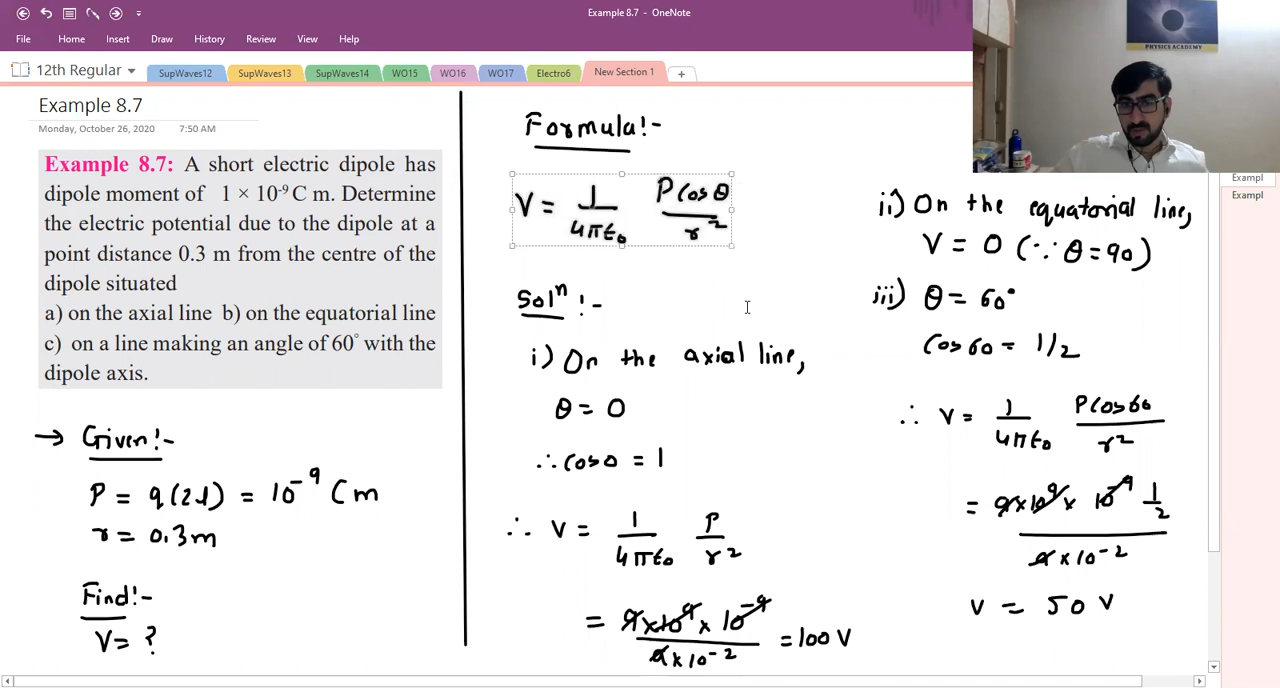 Example 8.7 - OneNote
File Home Insert Draw History Review View Help
12th Regular SupWaves12 SupWaves13 SupWaves14 WO15 WO16 WO17 Electro6 New Section 1 +
PHYSICS ACADEMY
Exampl
Exampl
Example 8.7
Monday, October 26, 2020 7:50 AM
Example 8.7: A short electric dipole has
dipole moment of 1 × 10⁻⁹ C m. Determine
the electric potential due to the dipole at a
point distance 0.3 m from the centre of the
dipole situated
a) on the axial line b) on the equatorial line
c) on a line making an angle of 60° with the
dipole axis.
→ Given!-
P = q(2l) = 10⁻⁹ Cm
r = 0.3m
Find!-
V = ?
Formula!-
V = 1/4πε₀ Pcosθ/r²
Solⁿ !-
i) On the axial line,
θ = 0
∴ cos0 = 1
∴ V = 1/4πε₀ P/r²
= 9×10⁹ × 10⁻⁹ / 9×10⁻² = 100 V
ii) On the equatorial line,
V = 0 (∵ θ = 90)
iii) θ = 60°
Cos 60 = 1/2
∴ V = 1/4πε₀ Pcos60/r²
= 9×10⁹ × 10⁻⁹ 1/2 / 9×10⁻²
V = 50 V